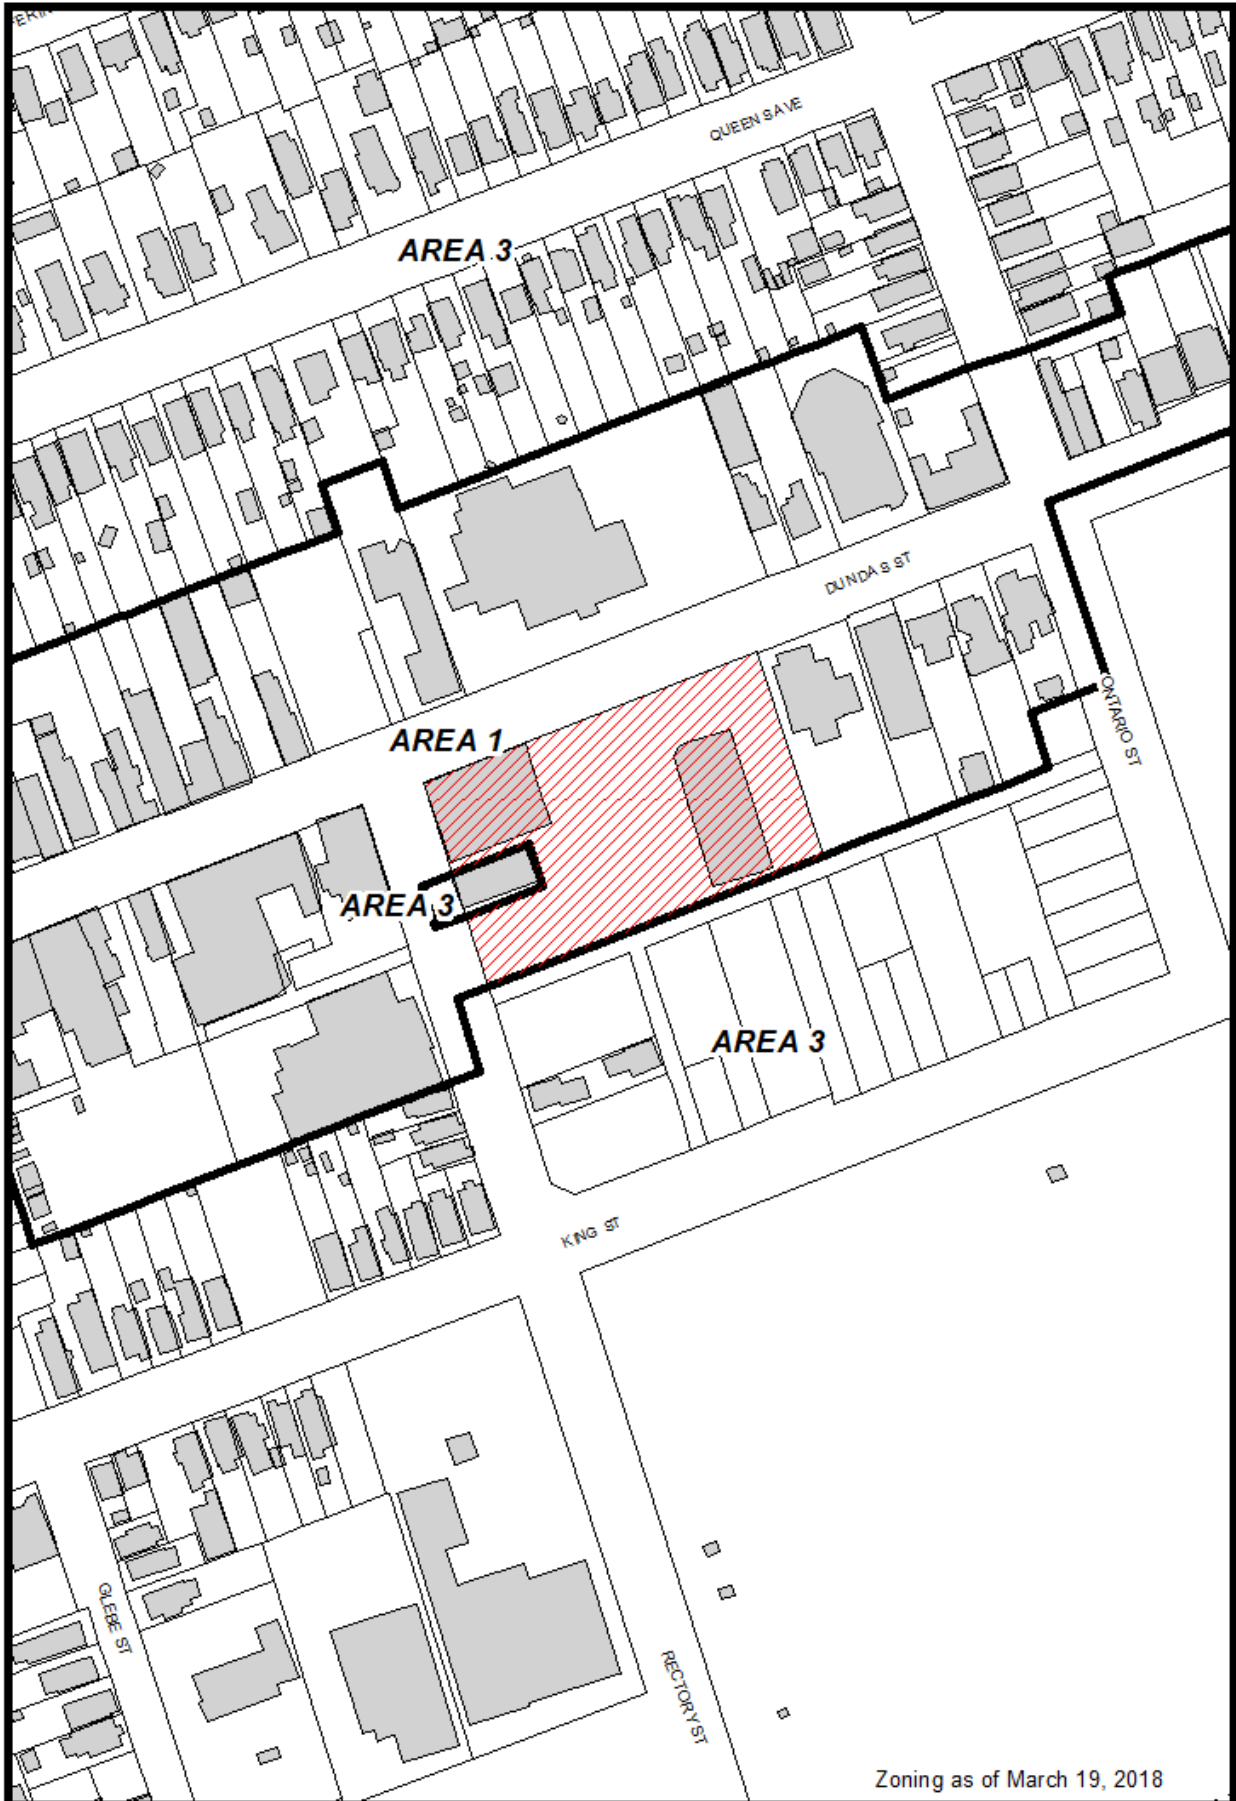 QUEENS AVE
AREA 3
DUNDAS ST
ONTARIO ST
AREA 1
AREA 3
AREA 3
KING ST
GLEBE ST
RECTORY ST
Zoning as of March 19, 2018